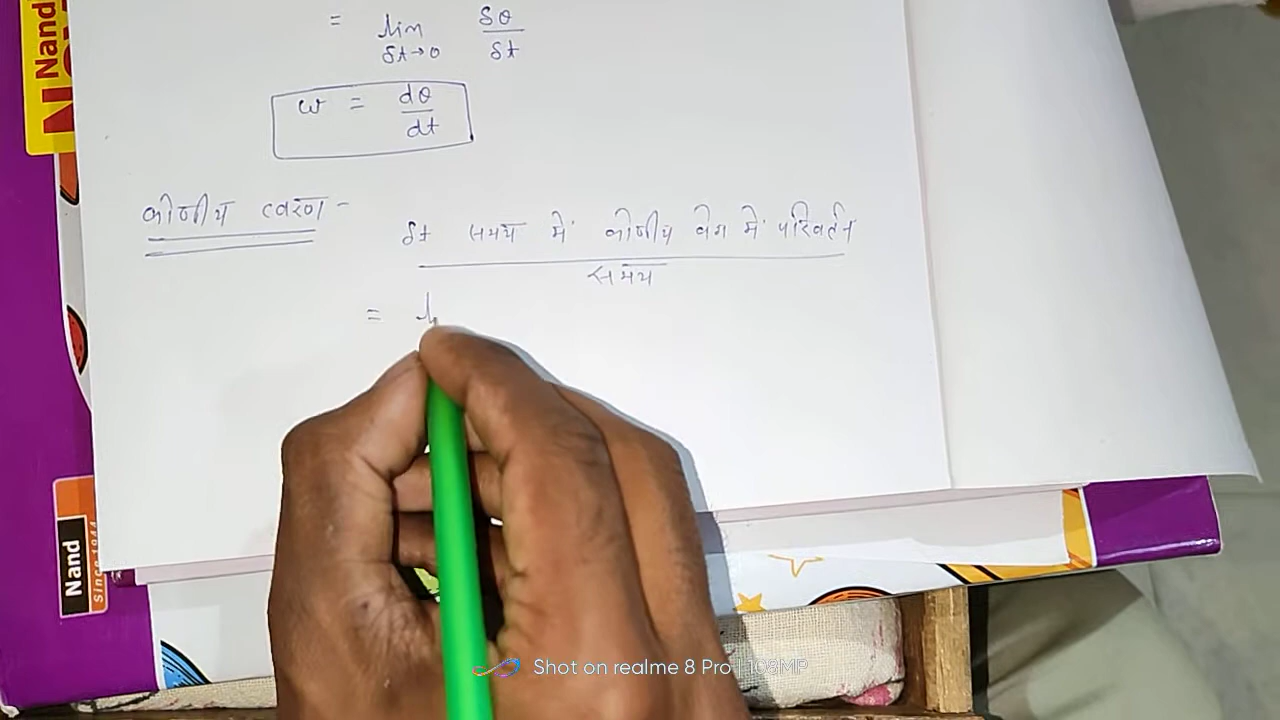 = lim δθ
δt→0 δt
ω = dθ
dt
कोणीय त्वरण -
δt समय में कोणीय वेग में परिवर्तन
समय
= li
Nand
Nand
Since 1944
Shot on realme 8 Pro | 108MP